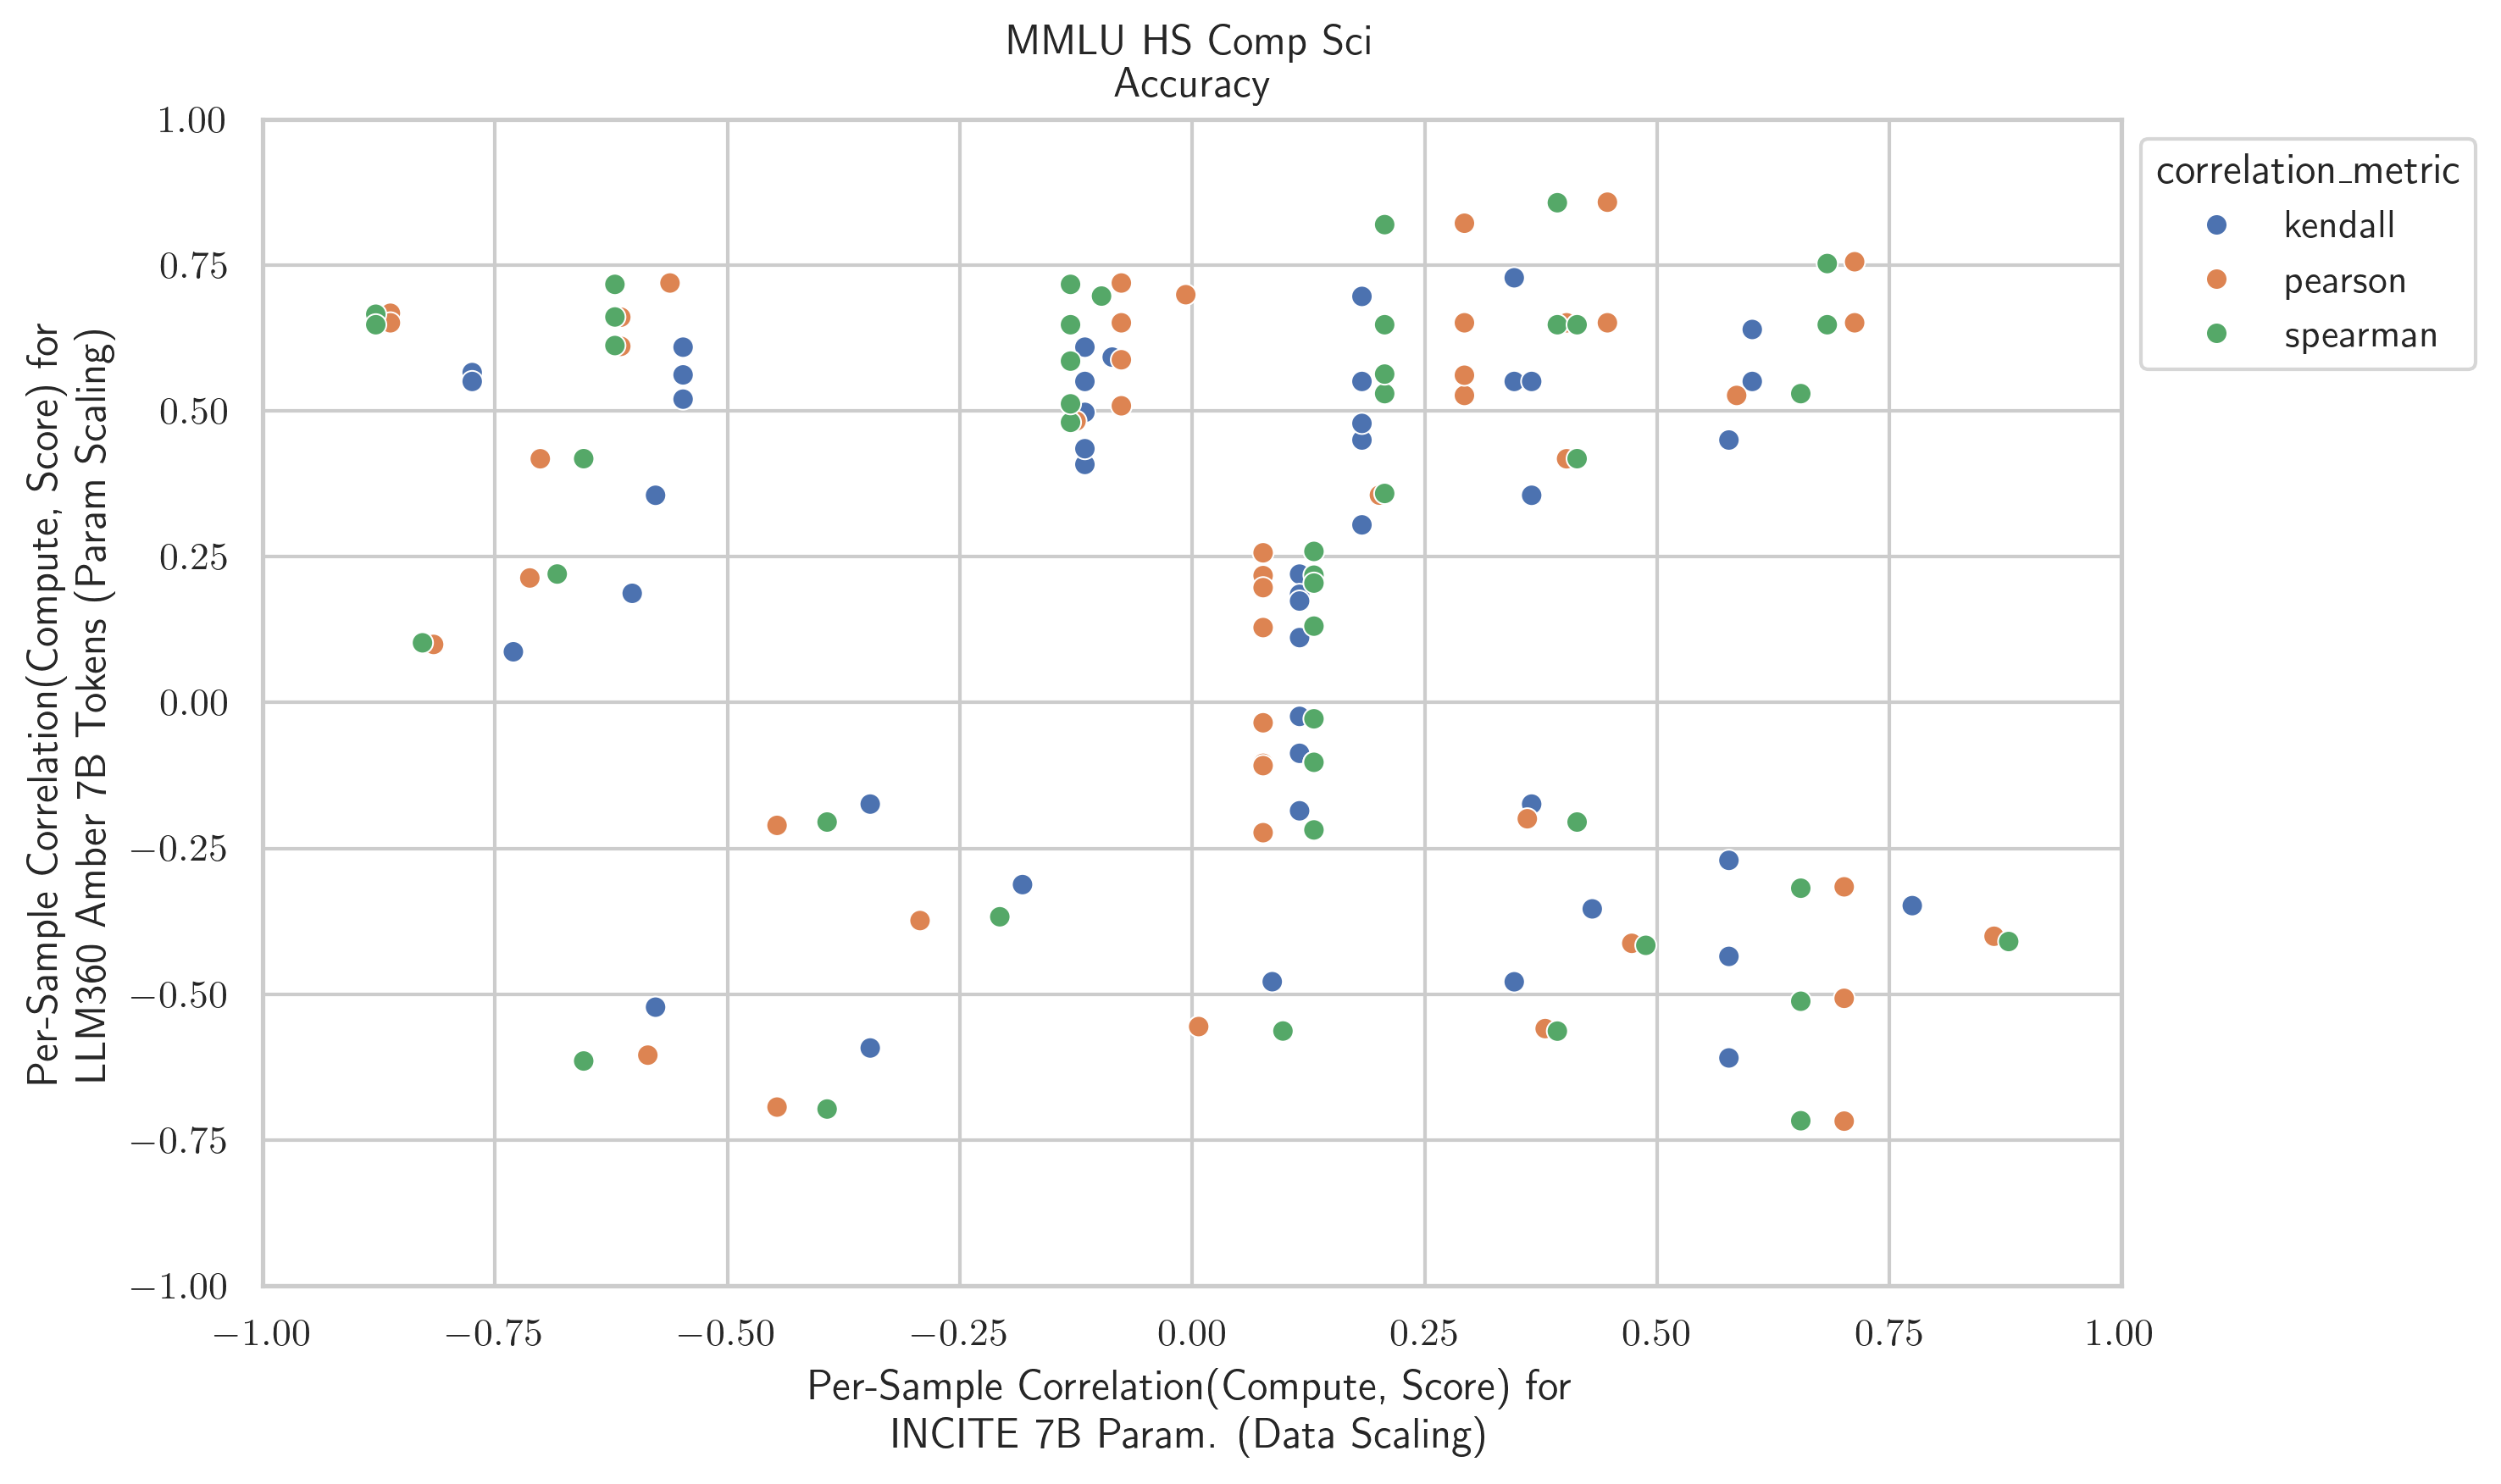 MMLU HS Comp Sci
Accuracy
Per-Sample Correlation(Compute, Score) for
LLM360 Amber 7B Tokens (Param Scaling)
1.00
0.75
0.50
0.25
0.00
−0.25
−0.50
−0.75
−1.00
−1.00 −0.75 −0.50 −0.25 0.00 0.25 0.50 0.75 1.00
Per-Sample Correlation(Compute, Score) for
INCITE 7B Param. (Data Scaling)
correlation_metric
kendall
pearson
spearman